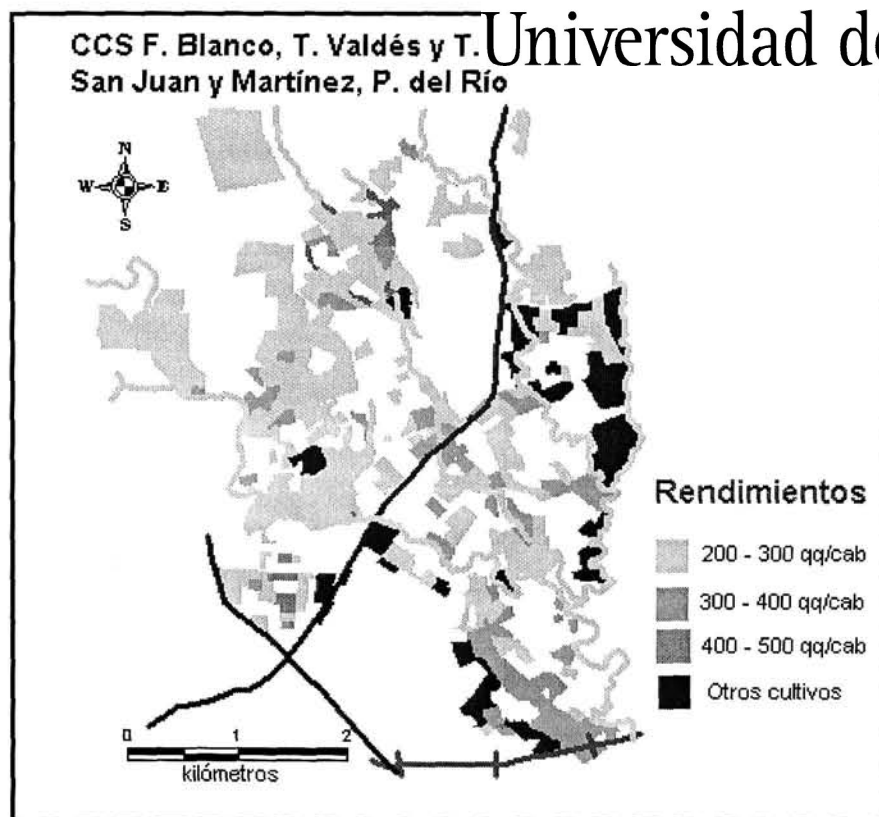 CCS F. Blanco, T. Valdés y T.
Universidad de
San Juan y Martínez, P. del Río
N
W E
S
Rendimientos
200 - 300 qq/cab
300 - 400 qq/cab
400 - 500 qq/cab
Otros cultivos
0 1 2
kilómetros